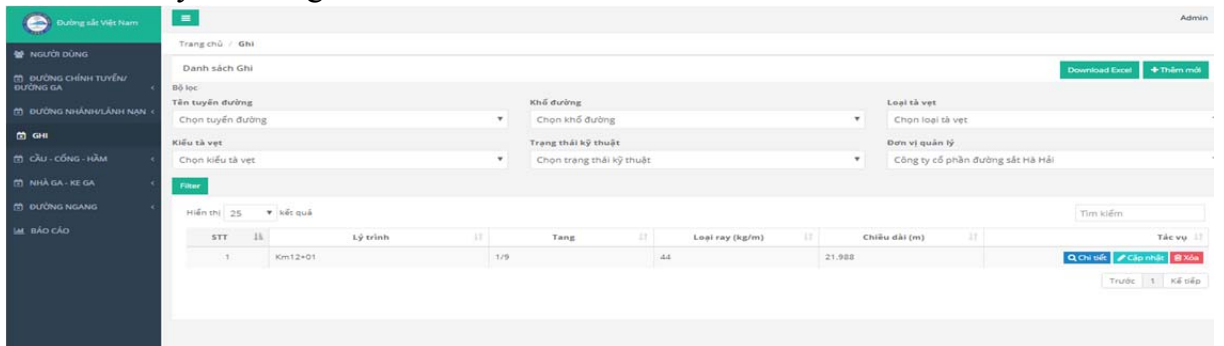 Đường sắt Việt Nam
Admin
NGƯỜI DÙNG
ĐƯỜNG CHÍNH TUYẾN/
ĐƯỜNG GA
ĐƯỜNG NHÁNH/LÁNH NẠN
GHI
CẦU - CỐNG - HẦM
NHÀ GA - KE GA
ĐƯỜNG NGANG
BÁO CÁO
Trang chủ / Ghi
Danh sách Ghi
Download Excel
Thêm mới
Bộ lọc
Tên tuyến đường
Khổ đường
Loại tà vẹt
Chọn tuyến đường
Chọn khổ đường
Chọn loại tà vẹt
Kiểu tà vẹt
Trạng thái kỹ thuật
Đơn vị quản lý
Chọn kiểu tà vẹt
Chọn trạng thái kỹ thuật
Công ty cổ phần đường sắt Hà Hải
Filter
Hiển thị 25 kết quả
Tìm kiếm
STT Lý trình Tang Loại ray (kg/m) Chiều dài (m) Tác vụ
1 Km12+01 1/9 44 21.988 Chi tiết Cập nhật Xóa
Trước 1 Kế tiếp